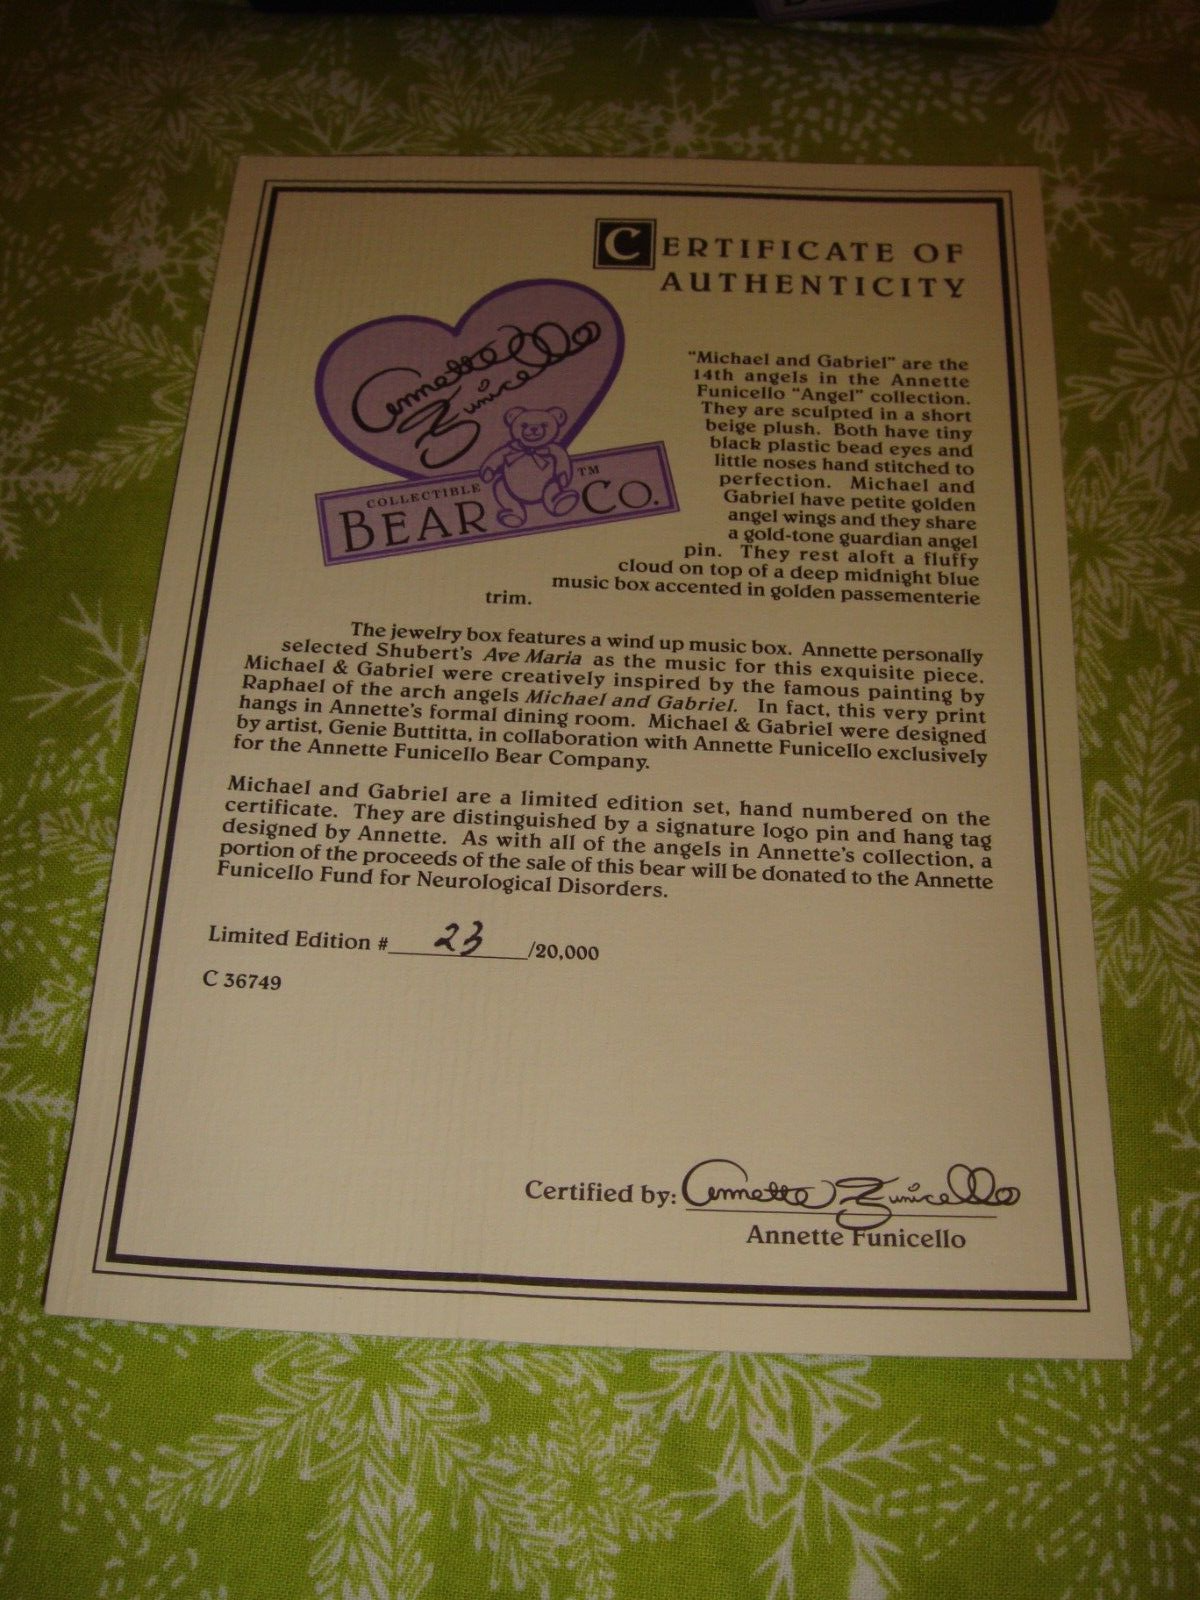 CERTIFICATE OF
AUTHENTICITY
Annette
Funicello
COLLECTIBLE
BEAR CO.™
"Michael and Gabriel" are the
14th angels in the Annette
Funicello "Angel" collection.
They are sculpted in a short
beige plush. Both have tiny
black plastic bead eyes and
little noses hand stitched to
perfection. Michael and
Gabriel have petite golden
angel wings and they share
a gold-tone guardian angel
pin. They rest aloft a fluffy
cloud on top of a deep midnight blue
music box accented in golden passementerie
trim.
The jewelry box features a wind up music box. Annette personally
selected Shubert's Ave Maria as the music for this exquisite piece.
Michael & Gabriel were creatively inspired by the famous painting by
Raphael of the arch angels Michael and Gabriel. In fact, this very print
hangs in Annette's formal dining room. Michael & Gabriel were designed
by artist, Genie Buttitta, in collaboration with Annette Funicello exclusively
for the Annette Funicello Bear Company.
Michael and Gabriel are a limited edition set, hand numbered on the
certificate. They are distinguished by a signature logo pin and hang tag
designed by Annette. As with all of the angels in Annette's collection, a
portion of the proceeds of the sale of this bear will be donated to the Annette
Funicello Fund for Neurological Disorders.
Limited Edition # 23 /20,000
C 36749
Certified by: Annette Funicello
Annette Funicello